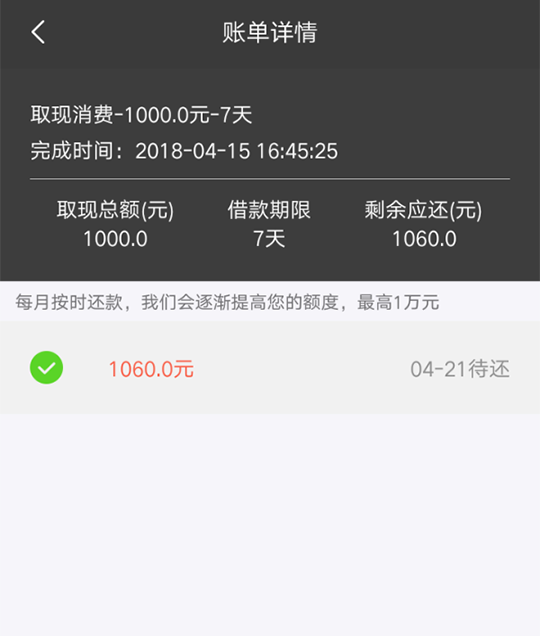 账单详情
取现消费-1000.0元-7天
完成时间：2018-04-15 16:45:25
取现总额(元) 借款期限 剩余应还(元)
1000.0 7天 1060.0
每月按时还款，我们会逐渐提高您的额度，最高1万元
1060.0元 04-21待还